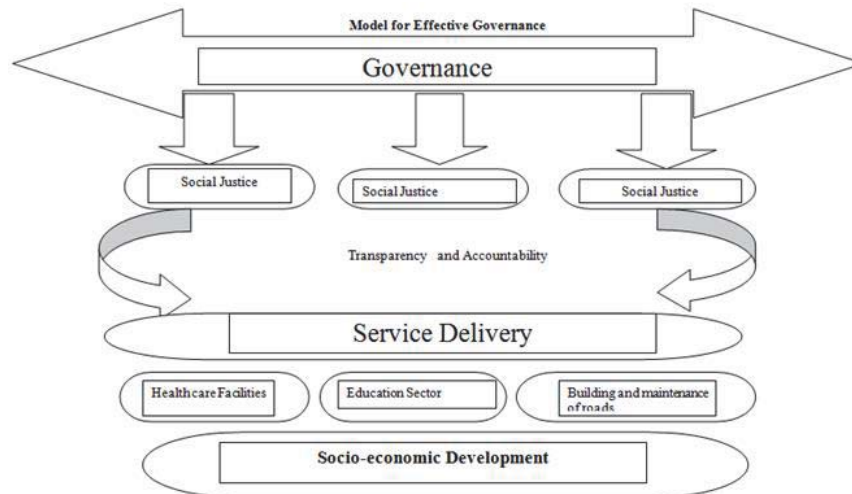 Model for Effective Governance
Governance
Social Justice
Social Justice
Social Justice
Transparency and Accountability
Service Delivery
Healthcare Facilities
Education Sector
Building and maintenance
of roads
Socio-economic Development